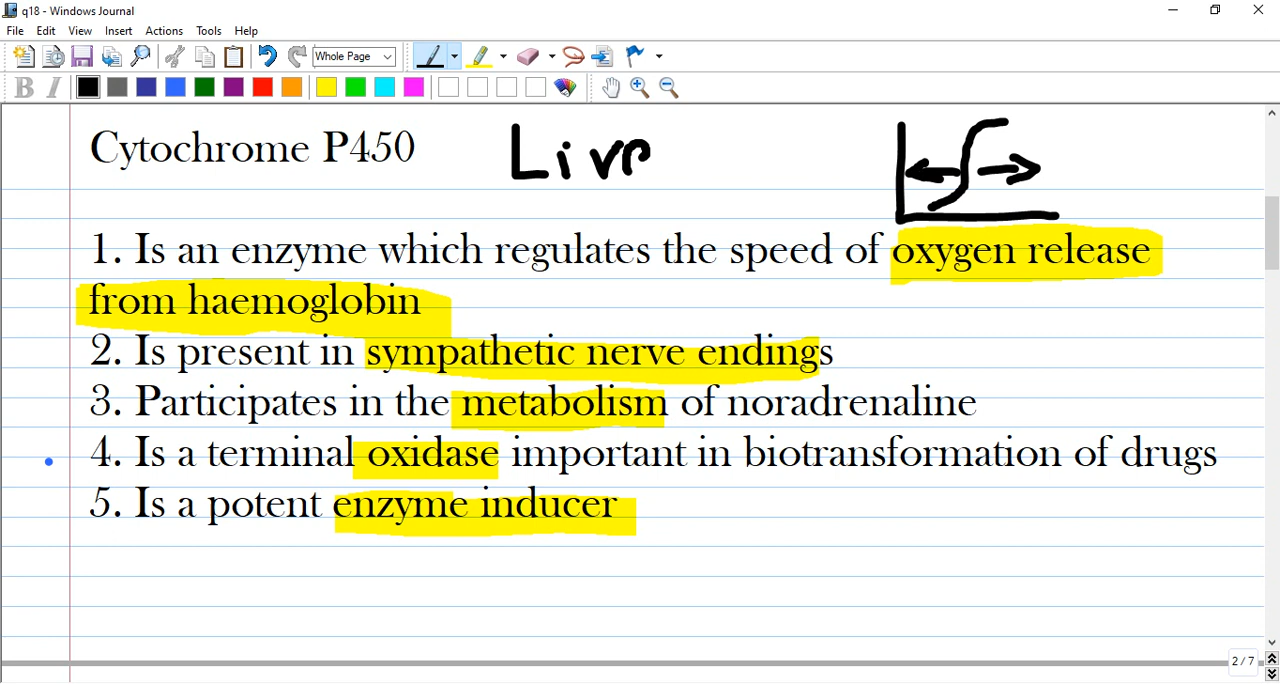 q18 - Windows Journal
File Edit View Insert Actions Tools Help
Whole Page
B I
Cytochrome P450
1. Is an enzyme which regulates the speed of oxygen release
from haemoglobin
2. Is present in sympathetic nerve endings
3. Participates in the metabolism of noradrenaline
4. Is a terminal oxidase important in biotransformation of drugs
5. Is a potent enzyme inducer
2/7